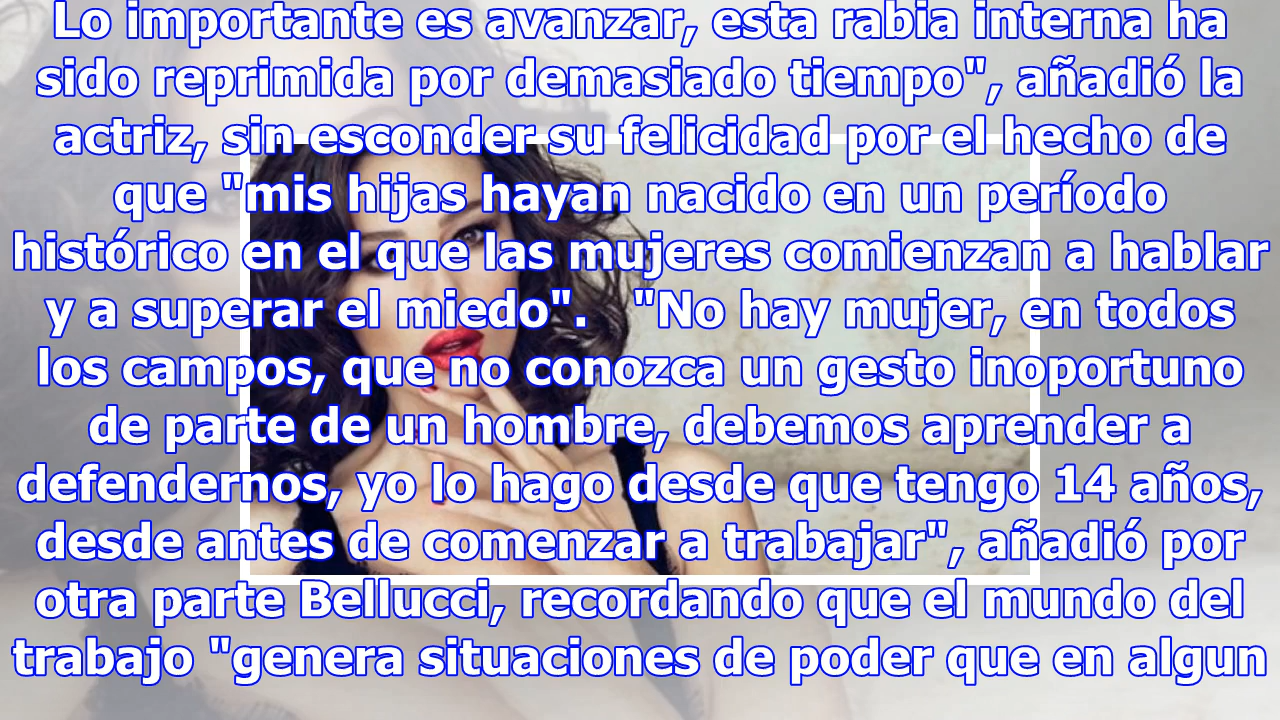 Lo importante es avanzar, esta rabia interna ha
sido reprimida por demasiado tiempo", añadió la
actriz, sin esconder su felicidad por el hecho de
que "mis hijas hayan nacido en un período
histórico en el que las mujeres comienzan a hablar
y a superar el miedo".   "No hay mujer, en todos
los campos, que no conozca un gesto inoportuno
de parte de un hombre, debemos aprender a
defendernos, yo lo hago desde que tengo 14 años,
desde antes de comenzar a trabajar", añadió por
otra parte Bellucci, recordando que el mundo del
trabajo "genera situaciones de poder que en algun